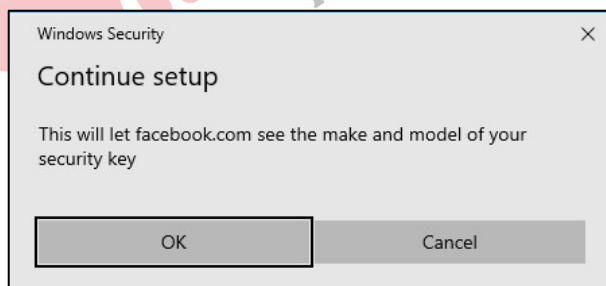 Windows Security
Continue setup
This will let facebook.com see the make and model of your
security key
OK
Cancel